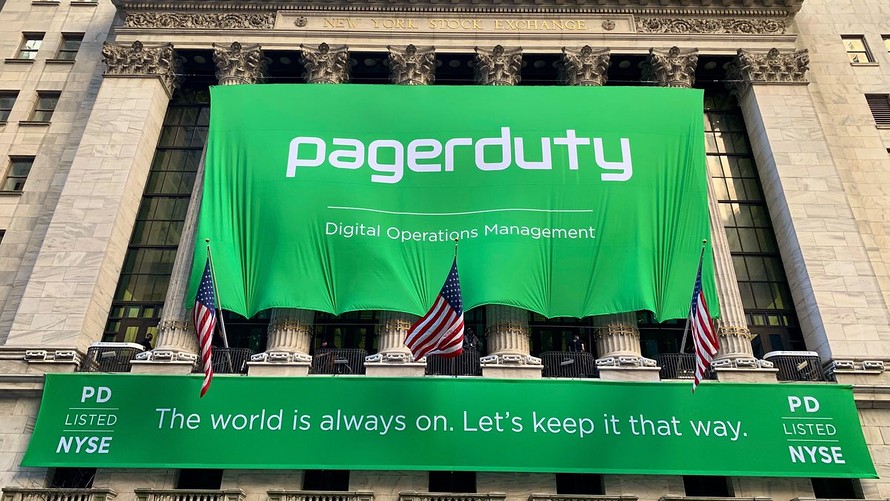 NEW YORK STOCK EXCHANGE
pagerduty
Digital Operations Management
PD
LISTED
NYSE
The world is always on. Let's keep it that way.
PD
LISTED
NYSE